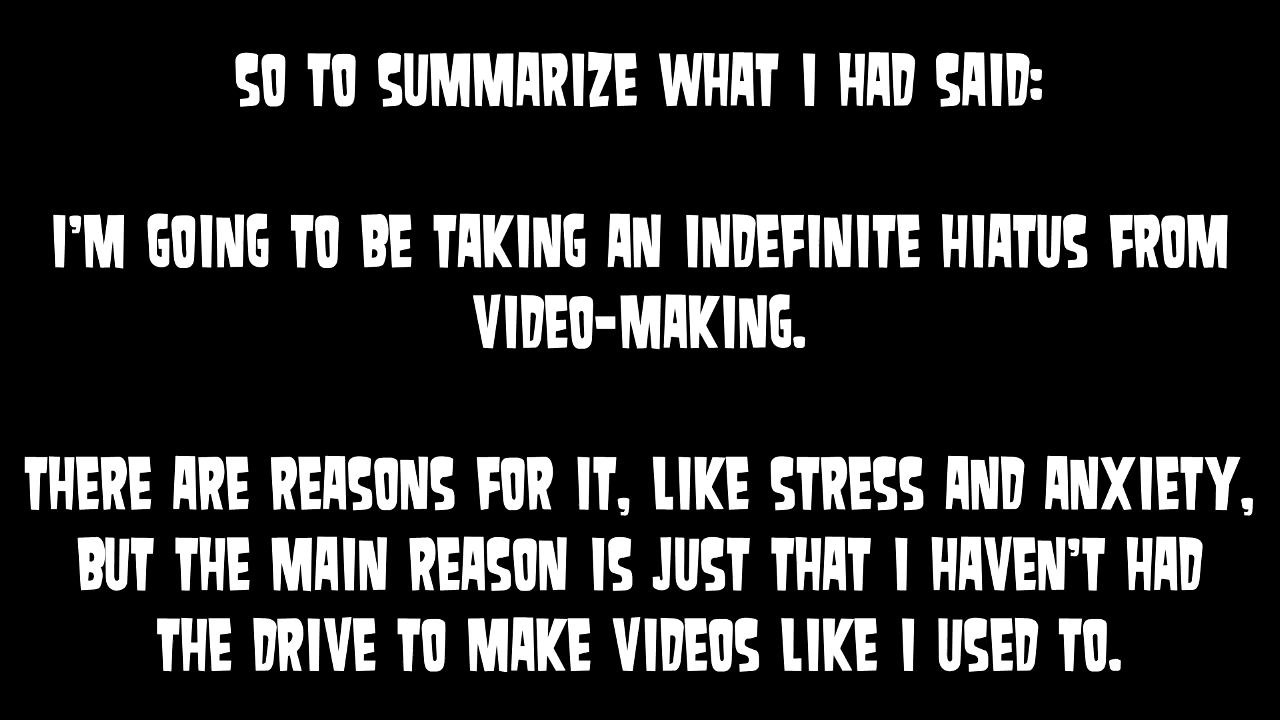 SO TO SUMMARIZE WHAT I HAD SAID:
I'M GOING TO BE TAKING AN INDEFINITE HIATUS FROM
VIDEO-MAKING.
THERE ARE REASONS FOR IT, LIKE STRESS AND ANXIETY,
BUT THE MAIN REASON IS JUST THAT I HAVEN'T HAD
THE DRIVE TO MAKE VIDEOS LIKE I USED TO.